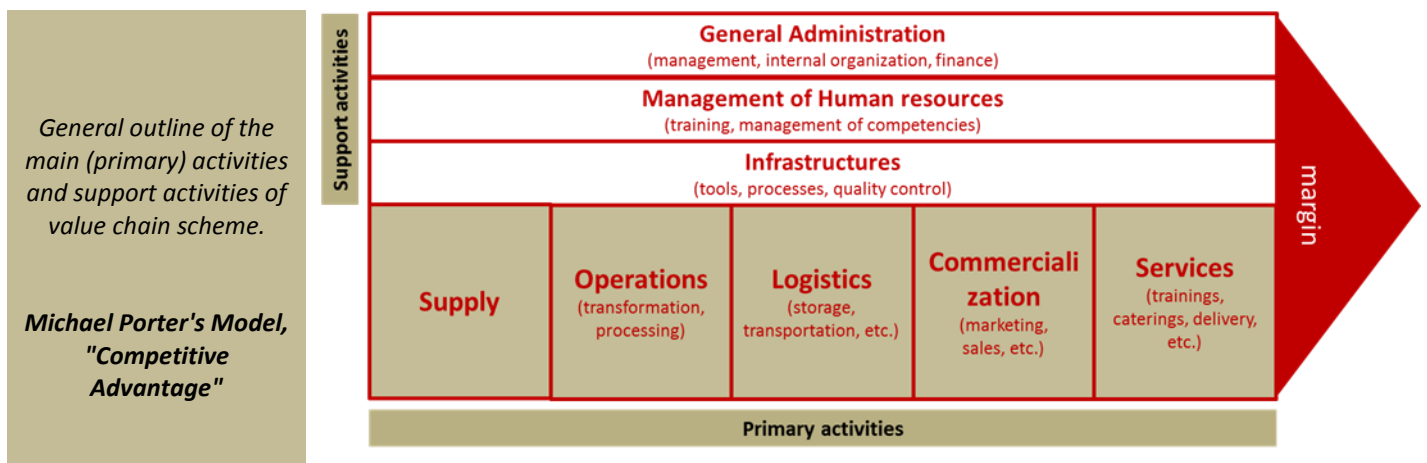 General outline of the
main (primary) activities
and support activities of
value chain scheme.
Michael Porter's Model,
"Competitive
Advantage"
Support activities
General Administration
(management, internal organization, finance)
Management of Human resources
(training, management of competencies)
Infrastructures
(tools, processes, quality control)
Supply
Operations
(transformation,
processing)
Logistics
(storage,
transportation, etc.)
Commerciali
zation
(marketing,
sales, etc.)
Services
(trainings,
caterings, delivery,
etc.)
margin
Primary activities